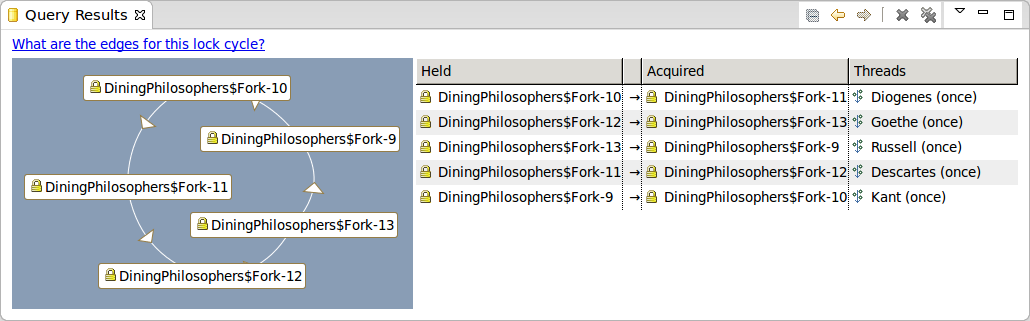 Query Results
What are the edges for this lock cycle?
DiningPhilosophers$Fork-10
DiningPhilosophers$Fork-9
DiningPhilosophers$Fork-11
DiningPhilosophers$Fork-13
DiningPhilosophers$Fork-12
Held Acquired Threads
DiningPhilosophers$Fork-10 → DiningPhilosophers$Fork-11 Diogenes (once)
DiningPhilosophers$Fork-12 → DiningPhilosophers$Fork-13 Goethe (once)
DiningPhilosophers$Fork-13 → DiningPhilosophers$Fork-9 Russell (once)
DiningPhilosophers$Fork-11 → DiningPhilosophers$Fork-12 Descartes (once)
DiningPhilosophers$Fork-9 → DiningPhilosophers$Fork-10 Kant (once)